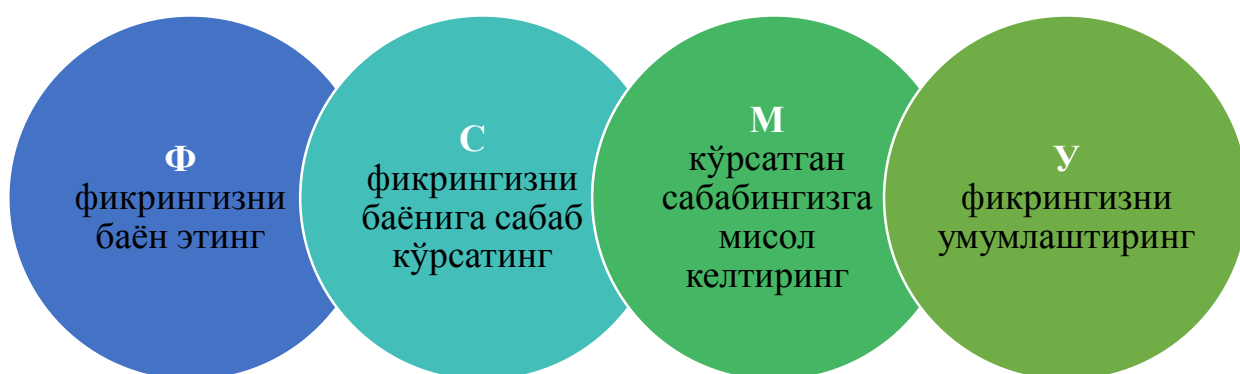 Ф
фикрингизни
баён этинг
С
фикрингизни
баёнига сабаб
кўрсатинг
М
кўрсатган
сабабингизга
мисол
келтиринг
У
фикрингизни
умумлаштиринг